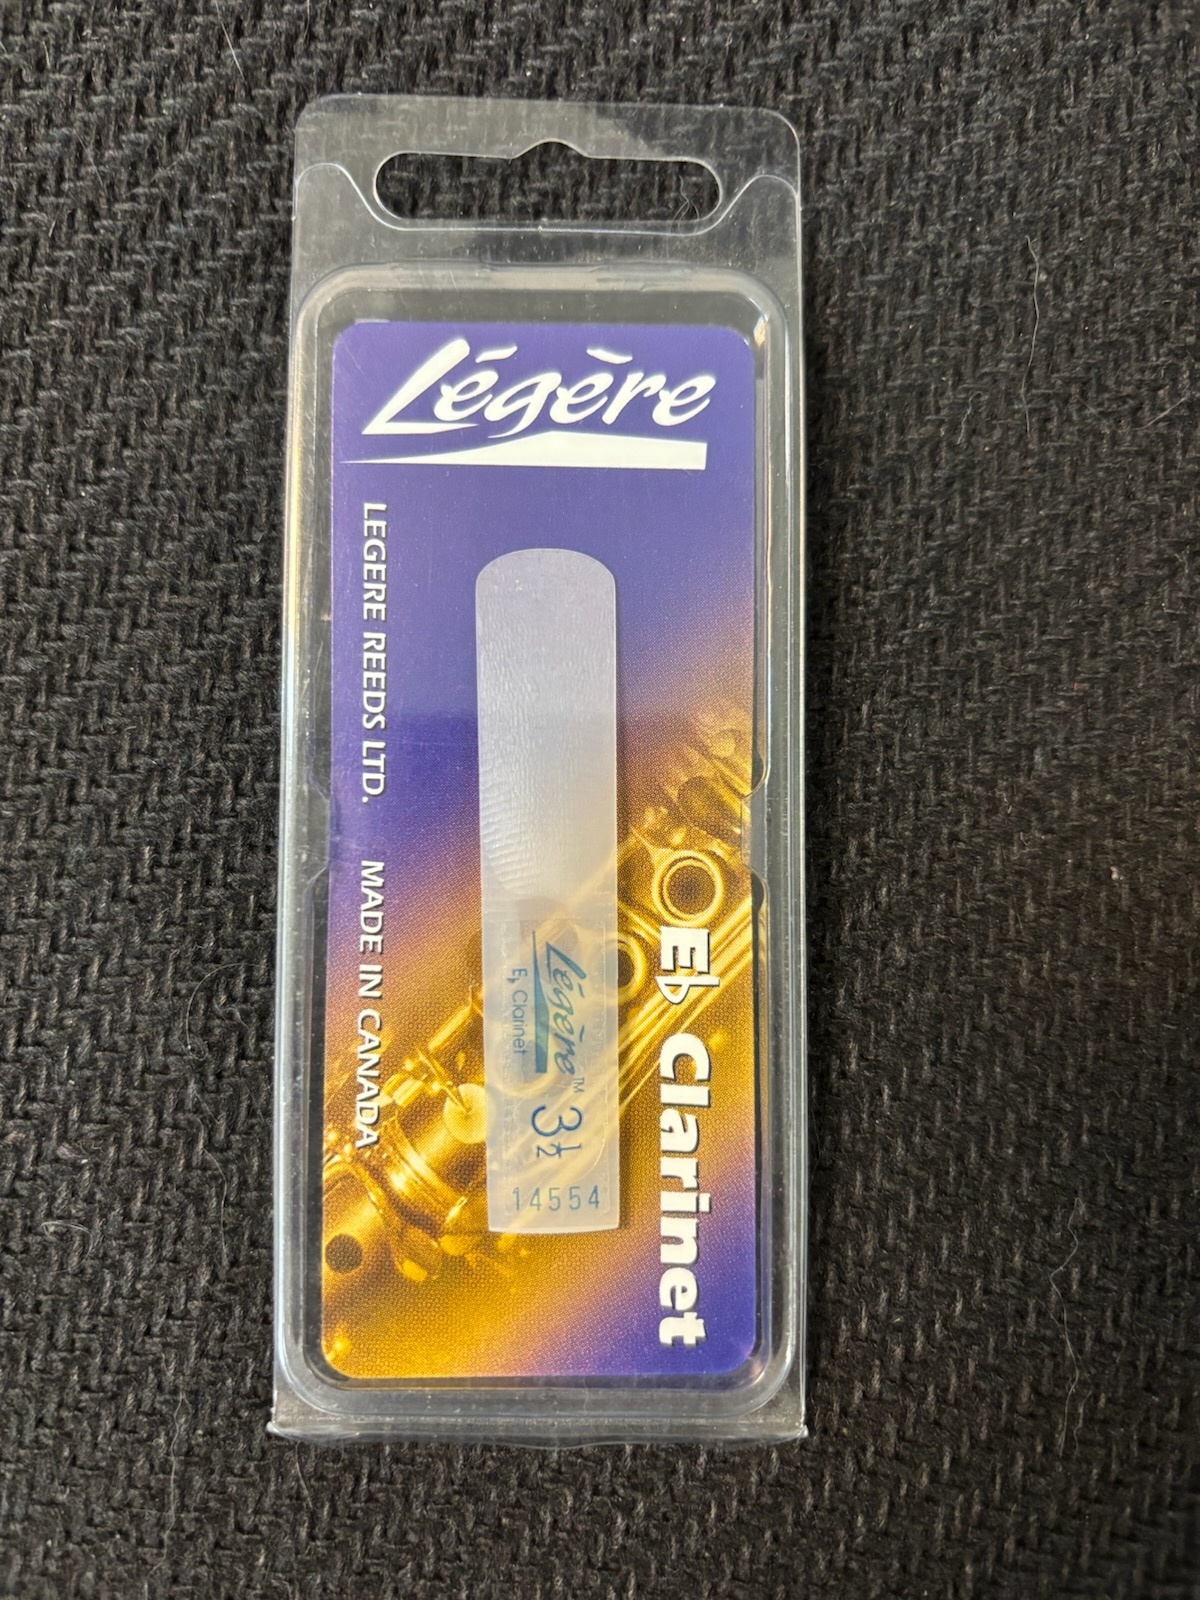 Légère
LEGERE REEDS LTD. MADE IN CANADA
E♭ Clarinet
Légère™ 3½
E♭ Clarinet
14554